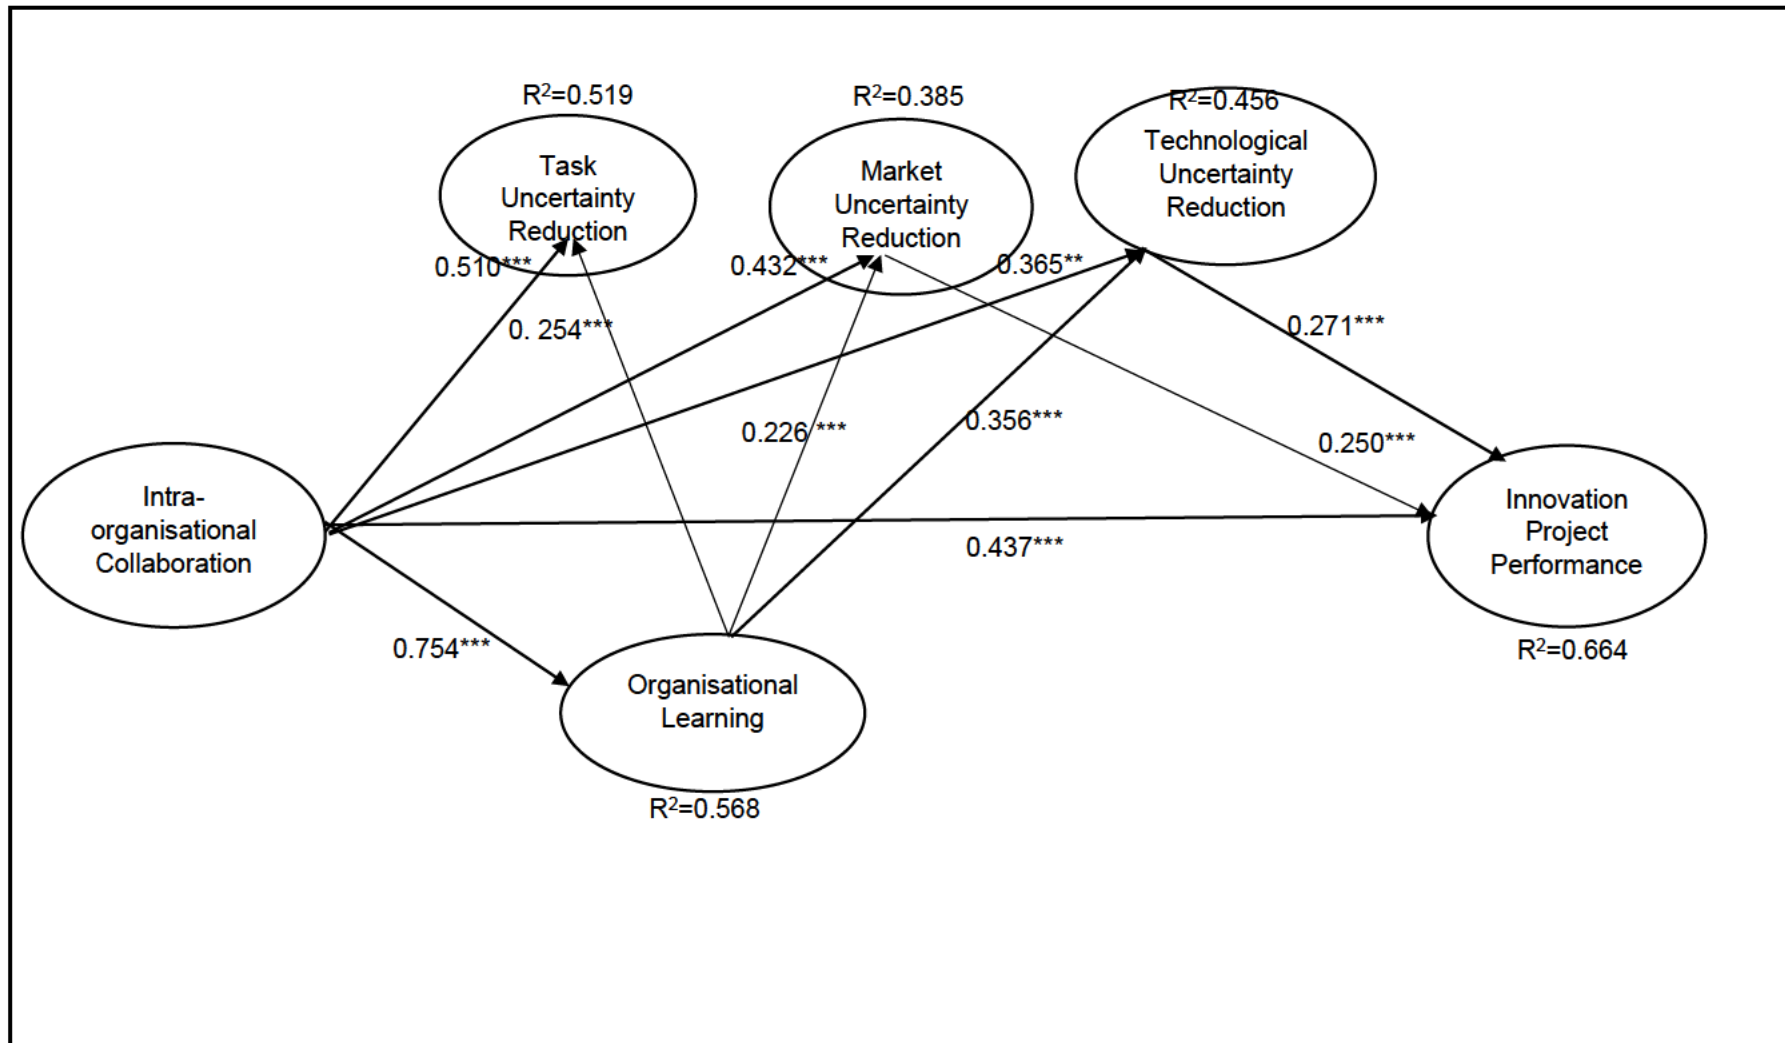 R²=0.519
R²=0.385
R²=0.456
Task
Uncertainty
Reduction
Market
Uncertainty
Reduction
Technological
Uncertainty
Reduction
0.510***
0.432***
0.365**
0. 254***
0.271***
0.226 ***
0.356***
0.250***
Intra-
organisational
Collaboration
Innovation
Project
Performance
0.437***
0.754***
R²=0.664
Organisational
Learning
R²=0.568